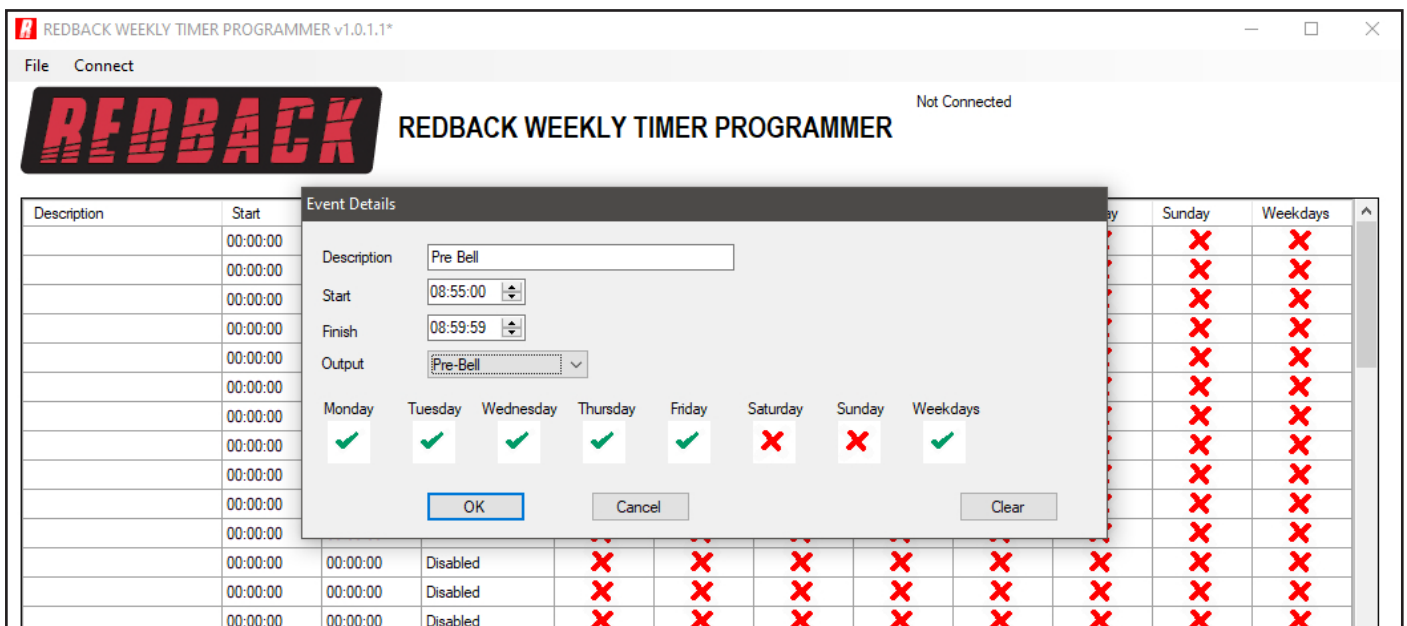 REDBACK WEEKLY TIMER PROGRAMMER v1.0.1.1*
File Connect
REDBACK
REDBACK WEEKLY TIMER PROGRAMMER
Not Connected
Description Start Sunday Weekdays
Event Details
Description Pre Bell
Start 08:55:00
Finish 08:59:59
Output Pre-Bell
Monday Tuesday Wednesday Thursday Friday Saturday Sunday Weekdays
OK Cancel Clear
00:00:00
00:00:00
00:00:00
00:00:00
00:00:00
00:00:00
00:00:00
00:00:00
00:00:00
00:00:00
00:00:00
00:00:00 00:00:00 Disabled
00:00:00 00:00:00 Disabled
00:00:00 00:00:00 Disabled